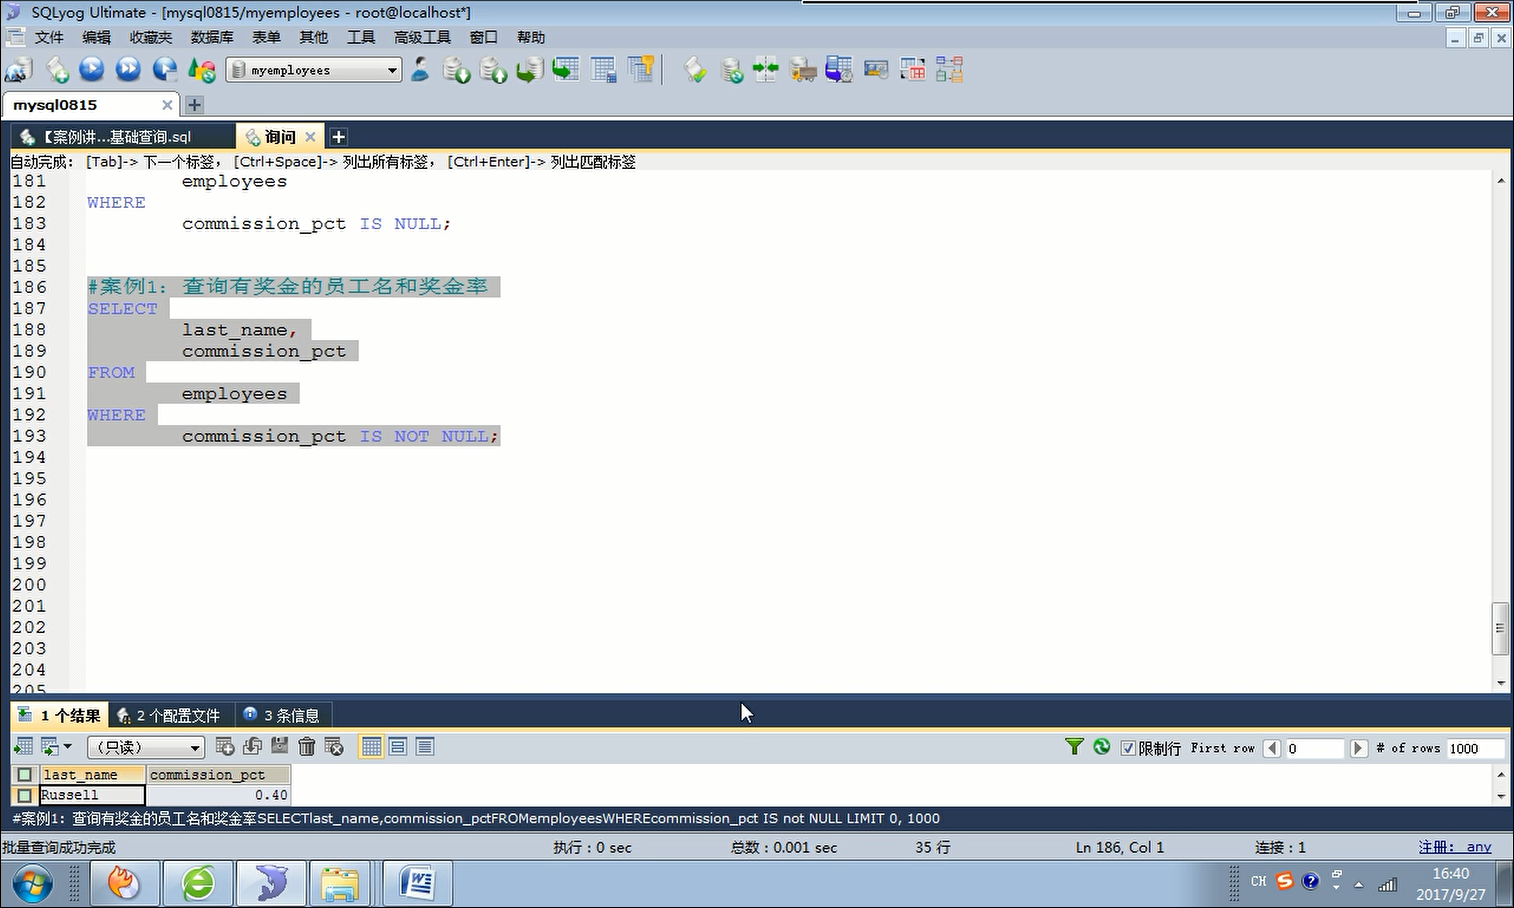 SQLyog Ultimate - [mysql0815/myemployees - root@localhost*]
文件 编辑 收藏夹 数据库 表单 其他 工具 高级工具 窗口 帮助
myemployees
mysql0815
【案例讲...基础查询.sql 询问
自动完成: [Tab]-> 下一个标签, [Ctrl+Space]-> 列出所有标签, [Ctrl+Enter]-> 列出匹配标签
181 employees
182 WHERE
183 commission_pct IS NULL;
184
185
186 #案例1：查询有奖金的员工名和奖金率
187 SELECT
188 last_name,
189 commission_pct
190 FROM
191 employees
192 WHERE
193 commission_pct IS NOT NULL;
194
195
196
197
198
199
200
201
202
203
204
205
1 个结果 2 个配置文件 3 条信息
(只读) 限制行 First row 0 # of rows 1000
last_name commission_pct
Russell 0.40
#案例1：查询有奖金的员工名和奖金率SELECTlast_name,commission_pctFROMemployeesWHEREcommission_pct IS not NULL LIMIT 0, 1000
批量查询成功完成 执行 : 0 sec 总数 : 0.001 sec 35 行 Ln 186, Col 1 连接 : 1 注册: any
CH 16:40
2017/9/27